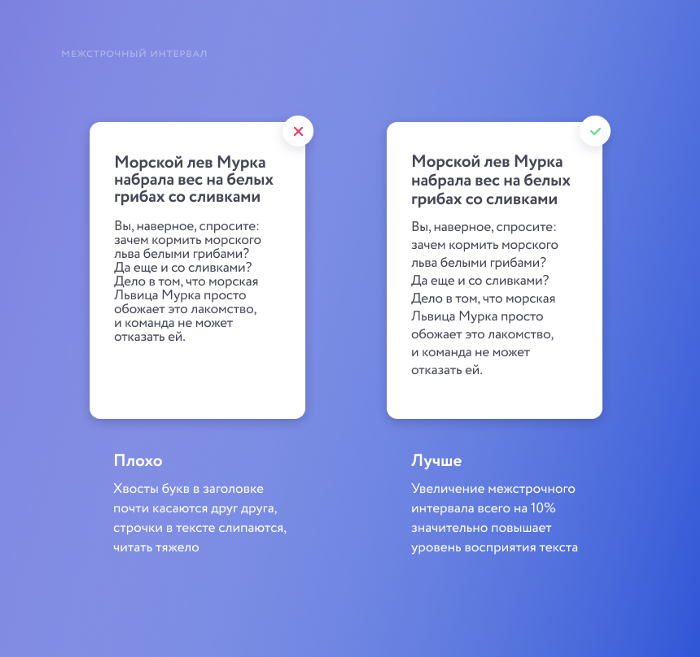 МЕЖСТРОЧНЫЙ ИНТЕРВАЛ
Морской лев Мурка
набрала вес на белых
грибах со сливками
Вы, наверное, спросите:
зачем кормить морского
льва белыми грибами?
Да еще и со сливками?
Дело в том, что морская
Львица Мурка просто
обожает это лакомство,
и команда не может
отказать ей.
Плохо
Хвосты букв в заголовке
почти касаются друг друга,
строчки в тексте слипаются,
читать тяжело
Морской лев Мурка
набрала вес на белых
грибах со сливками
Вы, наверное, спросите:
зачем кормить морского
льва белыми грибами?
Да еще и со сливками?
Дело в том, что морская
Львица Мурка просто
обожает это лакомство,
и команда не может
отказать ей.
Лучше
Увеличение межстрочного
интервала всего на 10%
значительно повышает
уровень восприятия текста